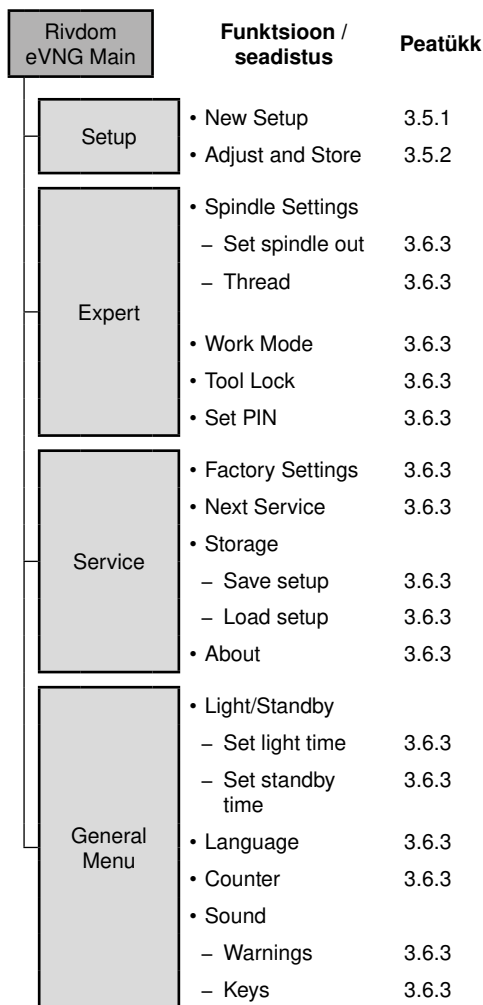 Rivdom eVNG Main
Funktsioon / seadistus
Peatükk
Setup
• New Setup 3.5.1
• Adjust and Store 3.5.2
Expert
• Spindle Settings
– Set spindle out 3.6.3
– Thread 3.6.3
• Work Mode 3.6.3
• Tool Lock 3.6.3
• Set PIN 3.6.3
Service
• Factory Settings 3.6.3
• Next Service 3.6.3
• Storage
– Save setup 3.6.3
– Load setup 3.6.3
• About 3.6.3
General Menu
• Light/Standby
– Set light time 3.6.3
– Set standby time 3.6.3
• Language 3.6.3
• Counter 3.6.3
• Sound
– Warnings 3.6.3
– Keys 3.6.3